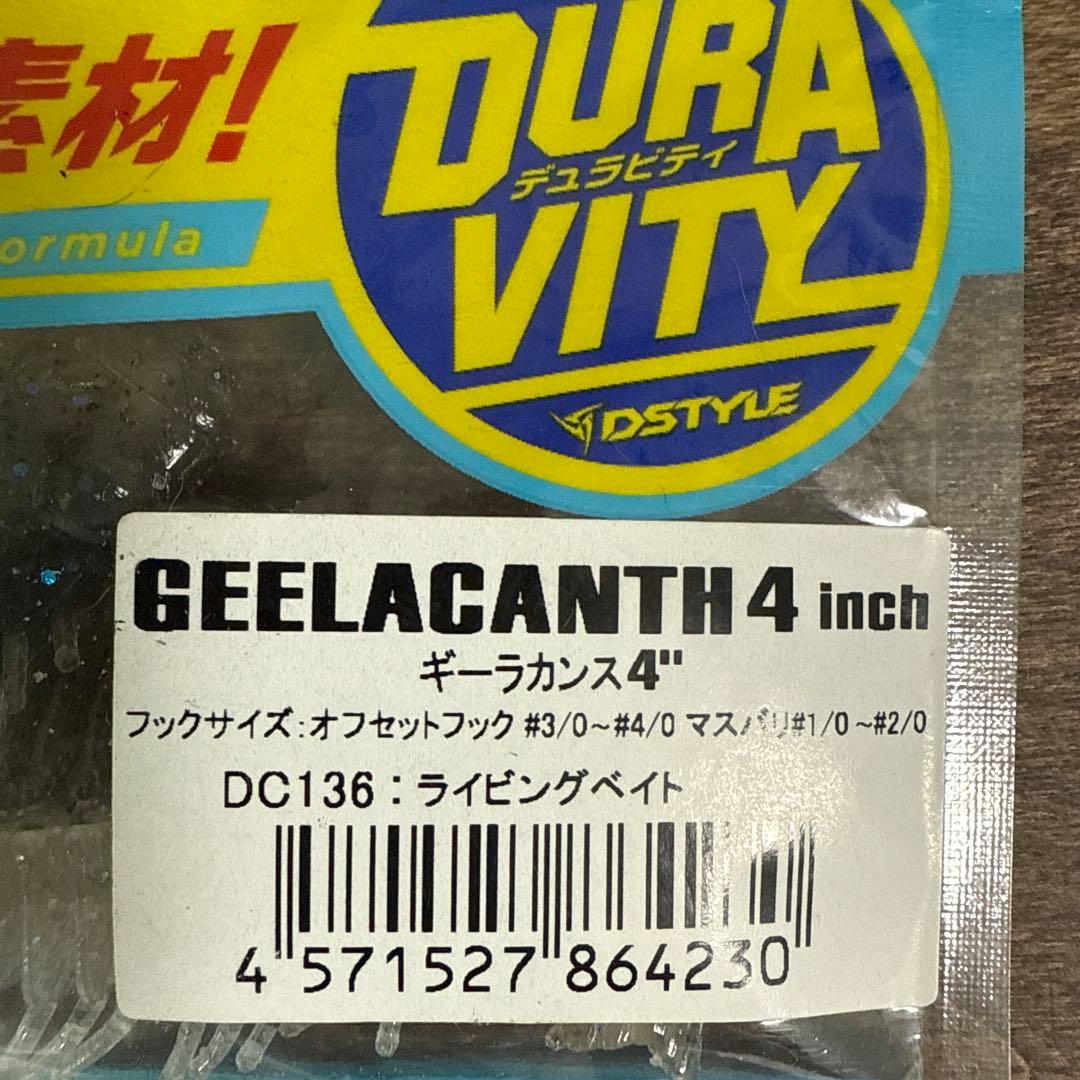 素材!
ormula
DURA
デュラビティ
VITY
DSTYLE
GEELACANTH 4 inch
ギーラカンス4"
フックサイズ:オフセットフック #3/0~#4/0 マスバリ#1/0~#2/0
DC136:ライビングベイト
4 571527 864230